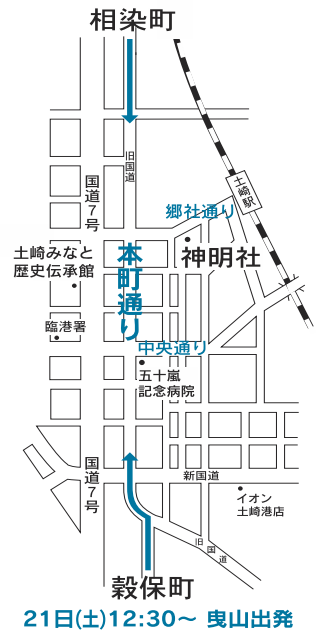 相染町
旧国道
国道7号
土崎駅
郷社通り
神明社
土崎みなと
歴史伝承館
本町通り
臨港署
中央通り
五十嵐
記念病院
国道7号
新国道
イオン
土崎港店
旧国道
穀保町
21日(土)12:30〜 曳山出発